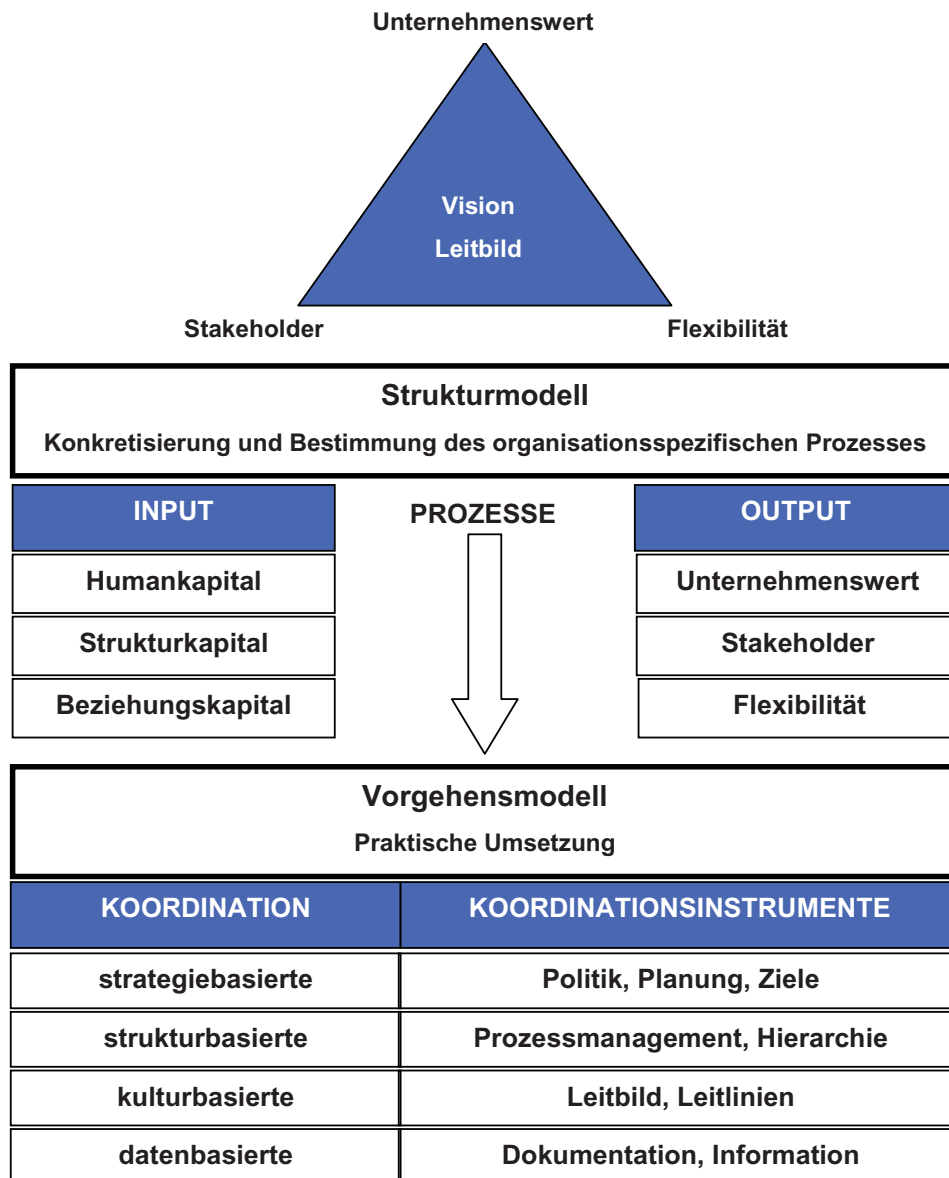 Unternehmenswert
Vision
Leitbild
Stakeholder
Flexibilität
Strukturmodell
Konkretisierung und Bestimmung des organisationsspezifischen Prozesses
INPUT
PROZESSE
OUTPUT
Humankapital
Unternehmenswert
Strukturkapital
Stakeholder
Beziehungskapital
Flexibilität
Vorgehensmodell
Praktische Umsetzung
KOORDINATION
KOORDINATIONSINSTRUMENTE
strategiebasierte
Politik, Planung, Ziele
strukturbasierte
Prozessmanagement, Hierarchie
kulturbasierte
Leitbild, Leitlinien
datenbasierte
Dokumentation, Information